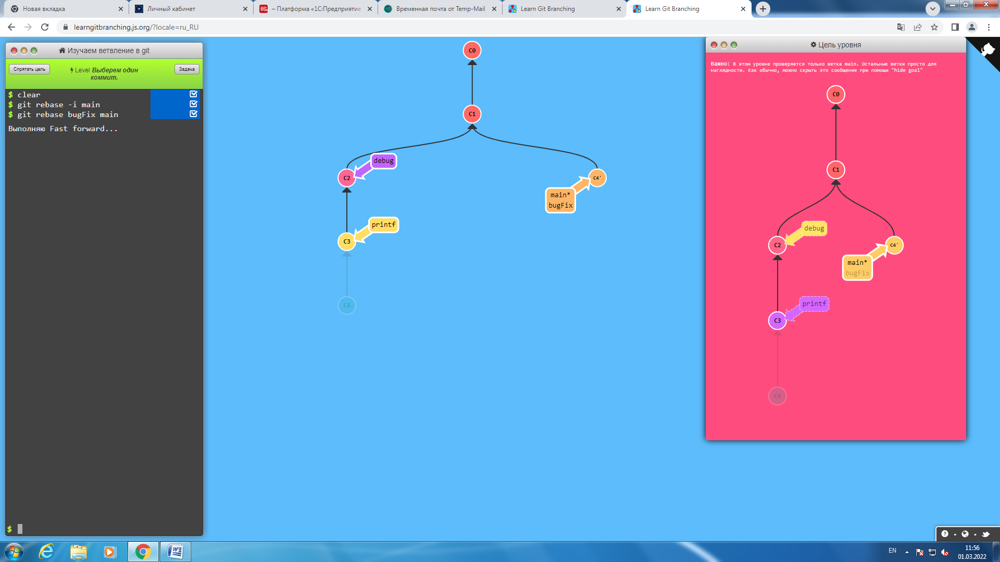 Новая вкладка
Личный кабинет
– Платформа «1С:Предприятие
Временная почта от Temp-Mail
Learn Git Branching
Learn Git Branching
learngitbranching.js.org/?locale=ru_RU
Изучаем ветвление в git
Спрятать цель
Level Выберем один
коммит.
Задача
$ clear
$ git rebase -i main
$ git rebase bugFix main
Выполняю Fast forward...
$
C0
C1
debug
C2
C4'
main*
bugFix
printf
C3
C4
Цель уровня
Важно: В этом уровне проверяется только ветка main. Остальные ветки просто для
наглядности. Как обычно, можно скрыть это сообщение при помощи "hide goal"
C0
C1
debug
C2
C4'
main*
bugFix
printf
C3
C4
EN
11:56
01.03.2022